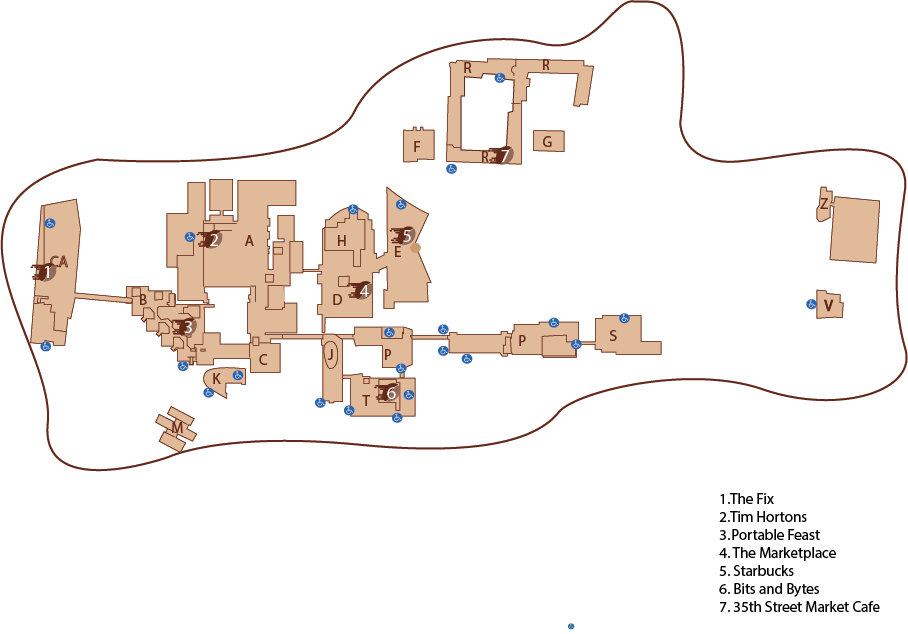 R
R
F
G
R 7
Z
A
2
H
5
E
CA
1
B
D
4
V
3
S
P
J
P
C
K
T
6
M
1.The Fix
2.Tim Hortons
3.Portable Feast
4. The Marketplace
5. Starbucks
6. Bits and Bytes
7. 35th Street Market Cafe